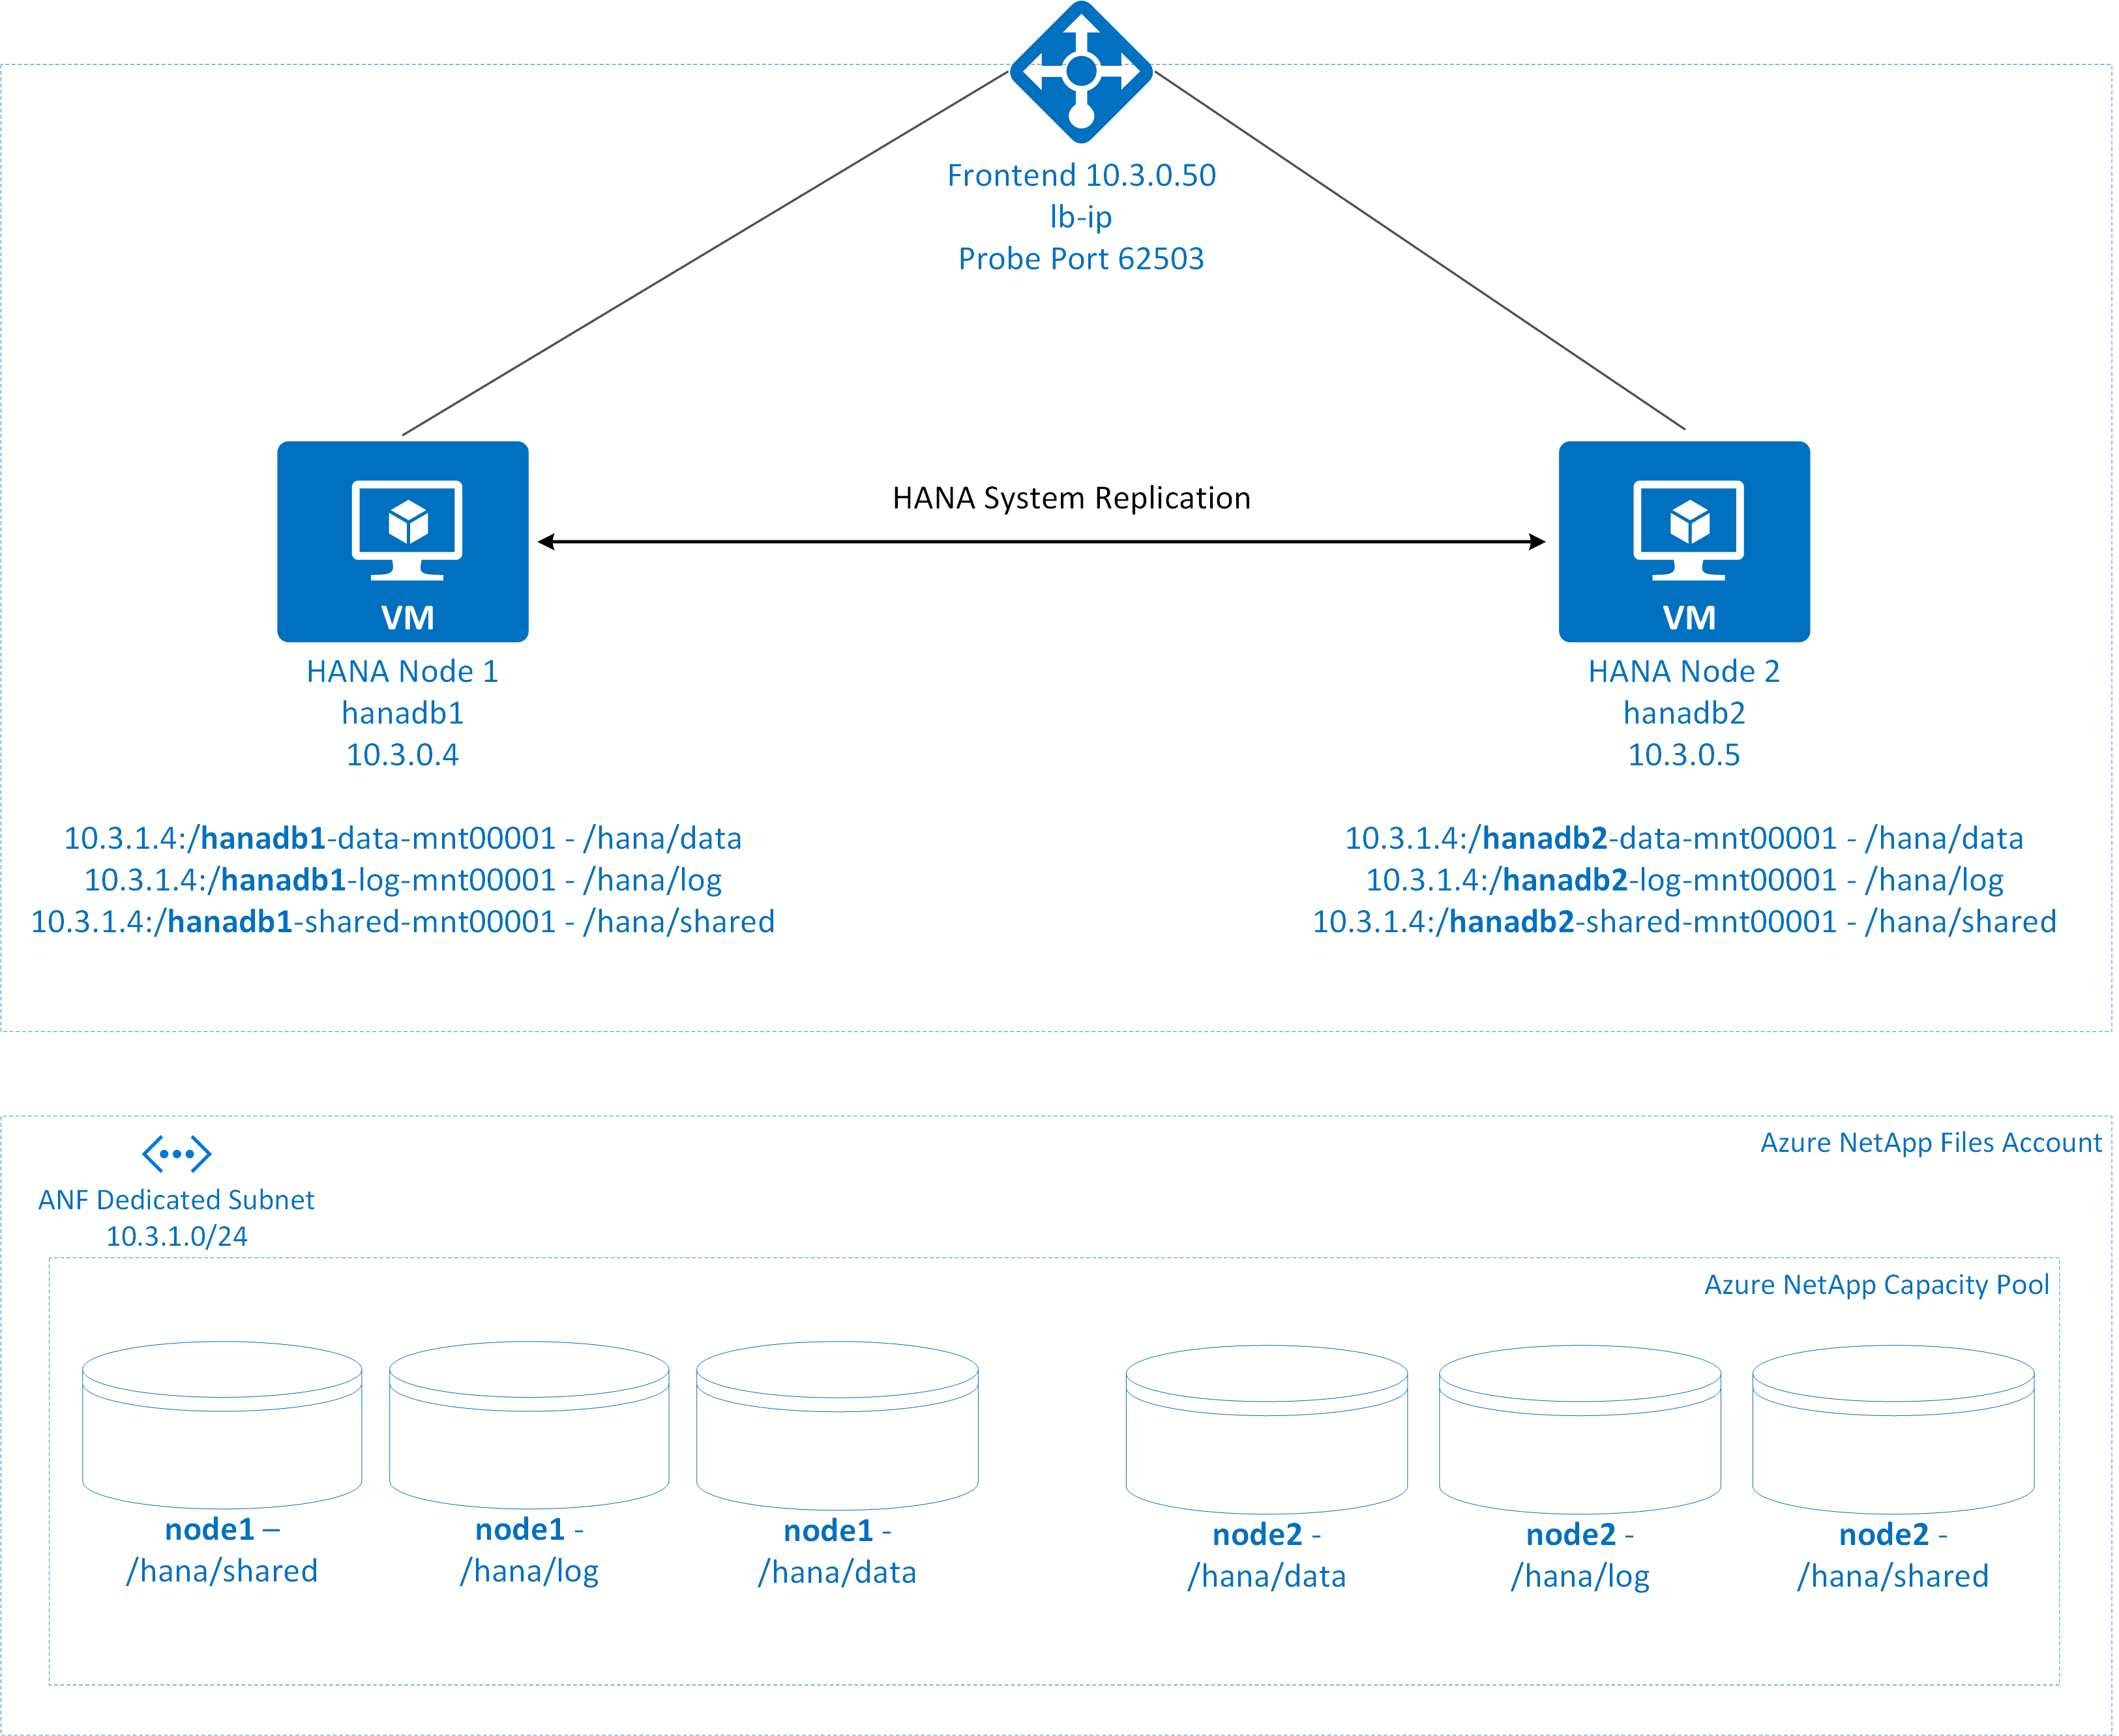 Frontend 10.3.0.50
lb-ip
Probe Port 62503
HANA System Replication
VM
HANA Node 1
hanadb1
10.3.0.4
10.3.1.4:/hanadb1-data-mnt00001 - /hana/data
10.3.1.4:/hanadb1-log-mnt00001 - /hana/log
10.3.1.4:/hanadb1-shared-mnt00001 - /hana/shared
VM
HANA Node 2
hanadb2
10.3.0.5
10.3.1.4:/hanadb2-data-mnt00001 - /hana/data
10.3.1.4:/hanadb2-log-mnt00001 - /hana/log
10.3.1.4:/hanadb2-shared-mnt00001 - /hana/shared
Azure NetApp Files Account
ANF Dedicated Subnet
10.3.1.0/24
Azure NetApp Capacity Pool
node1 –
/hana/shared
node1 -
/hana/log
node1 -
/hana/data
node2 -
/hana/data
node2 -
/hana/log
node2 -
/hana/shared